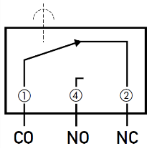 ① ④ ②
CO NO NC